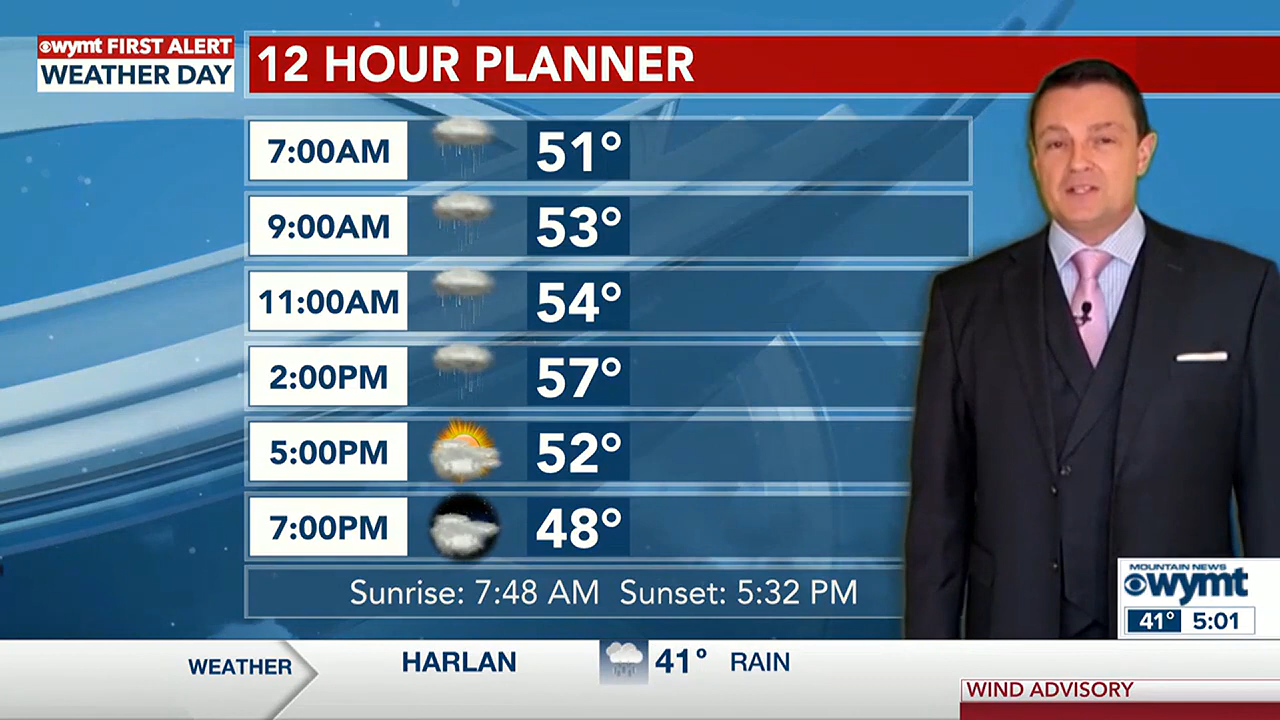 wymt FIRST ALERT
WEATHER DAY
12 HOUR PLANNER
7:00AM 51°
9:00AM 53°
11:00AM 54°
2:00PM 57°
5:00PM 52°
7:00PM 48°
Sunrise: 7:48 AM Sunset: 5:32 PM
MOUNTAIN NEWS
wymt
41° 5:01
WEATHER HARLAN 41° RAIN
WIND ADVISORY